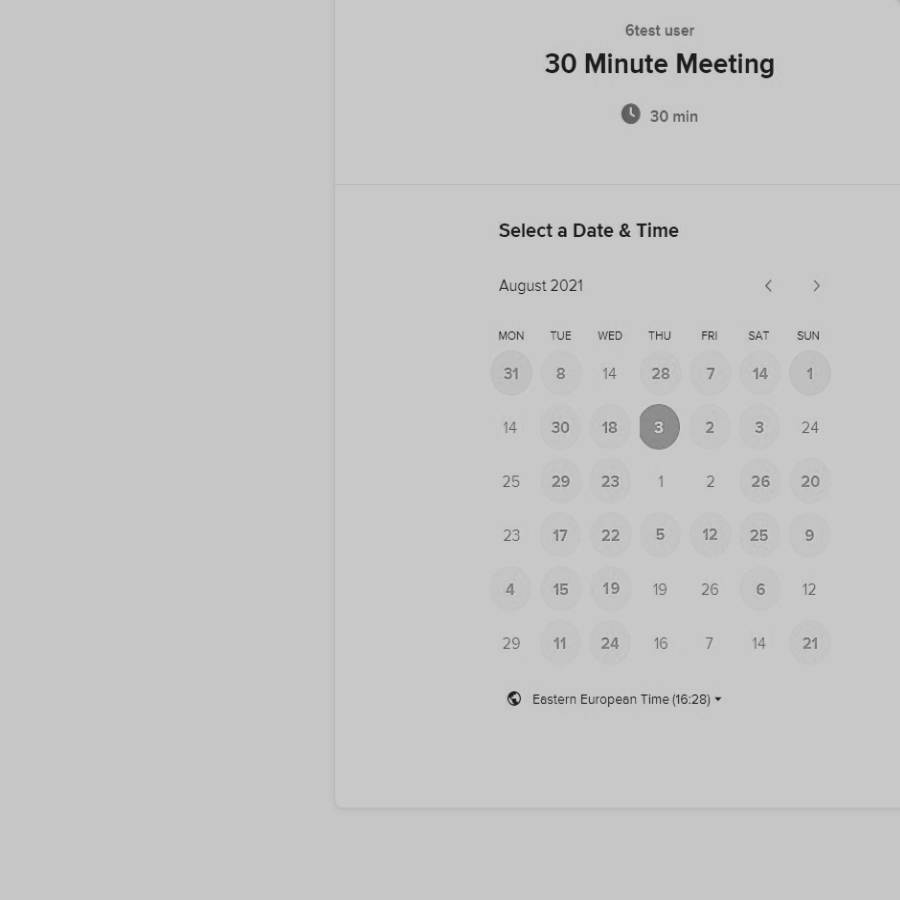 6test user
30 Minute Meeting
30 min
Select a Date & Time
August 2021
MON TUE WED THU FRI SAT SUN
31 8 14 28 7 14 1
14 30 18 3 2 3 24
25 29 23 1 2 26 20
23 17 22 5 12 25 9
4 15 19 19 26 6 12
29 11 24 16 7 14 21
Eastern European Time (16:28)